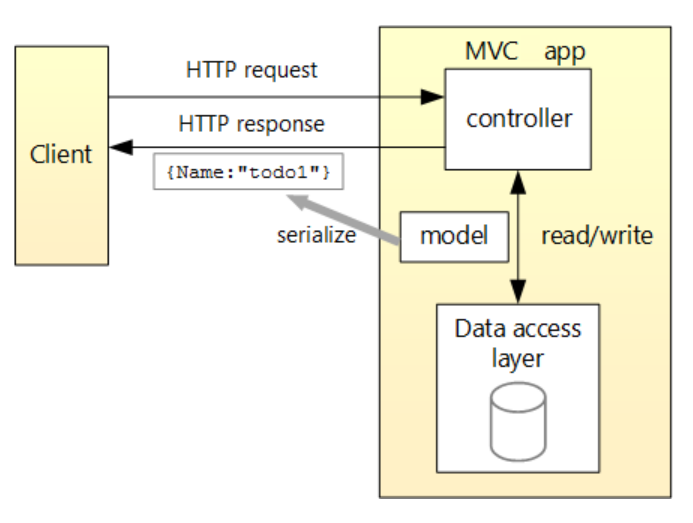 MVC app
HTTP request
controller
HTTP response
Client
{Name:"todo1"}
serialize
model
read/write
Data access
layer